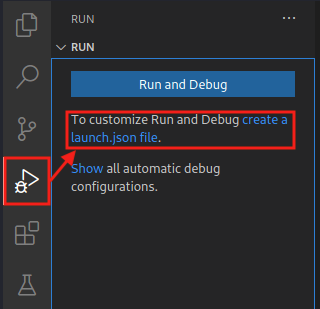 RUN
RUN
Run and Debug
To customize Run and Debug create a
launch.json file.
Show all automatic debug
configurations.